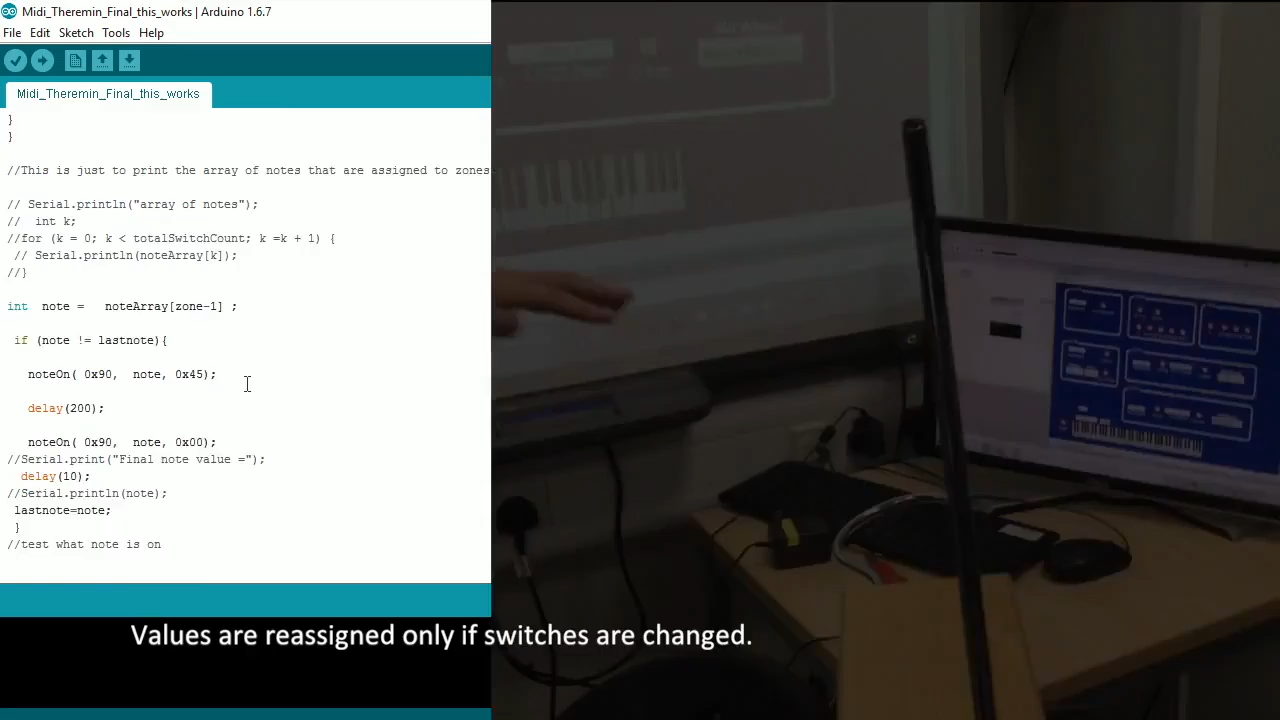 Midi_Theremin_Final_this_works | Arduino 1.6.7
File Edit Sketch Tools Help
Midi_Theremin_Final_this_works
}
}
//This is just to print the array of notes that are assigned to zones
// Serial.println("array of notes");
//  int k;
//for (k = 0; k < totalSwitchCount; k =k + 1) {
// Serial.println(noteArray[k]);
//}
int  note =   noteArray[zone-1] ;
if (note != lastnote){
noteOn( 0x90,  note, 0x45);
delay(200);
noteOn( 0x90,  note, 0x00);
//Serial.print("Final note value =");
delay(10);
//Serial.println(note);
lastnote=note;
}
//test what note is on
Values are reassigned only if switches are changed.